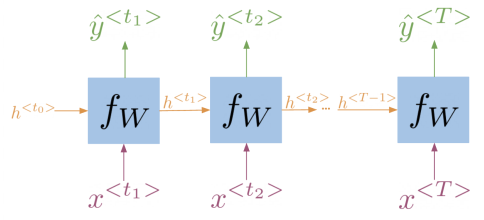 ŷ<t₁> ŷ<t₂> ŷ<T>
h<t₀> f_W h<t₁> f_W h<t₂> ... h<T−1> f_W
x<t₁> x<t₂> x<T>